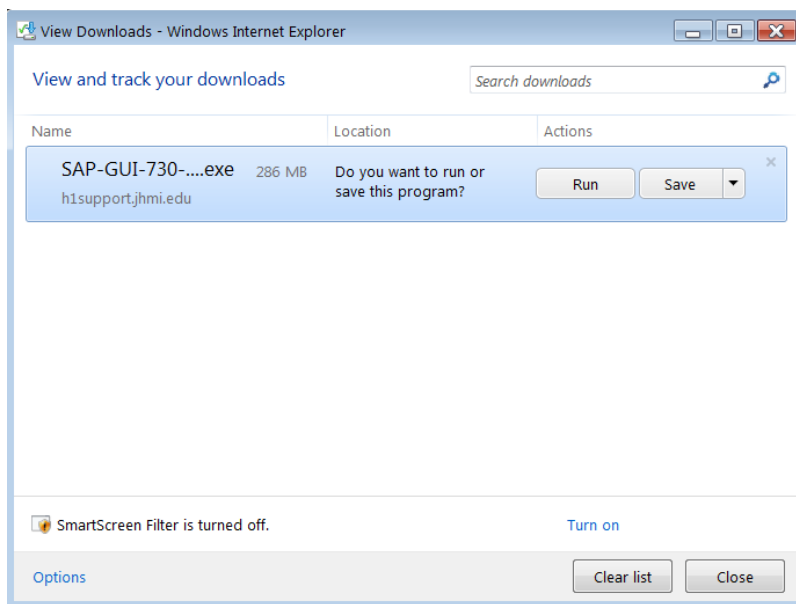 View Downloads - Windows Internet Explorer
View and track your downloads
Search downloads
Name Location Actions
SAP-GUI-730-....exe 286 MB
h1support.jhmi.edu
Do you want to run or
save this program?
Run Save
SmartScreen Filter is turned off. Turn on
Options Clear list Close